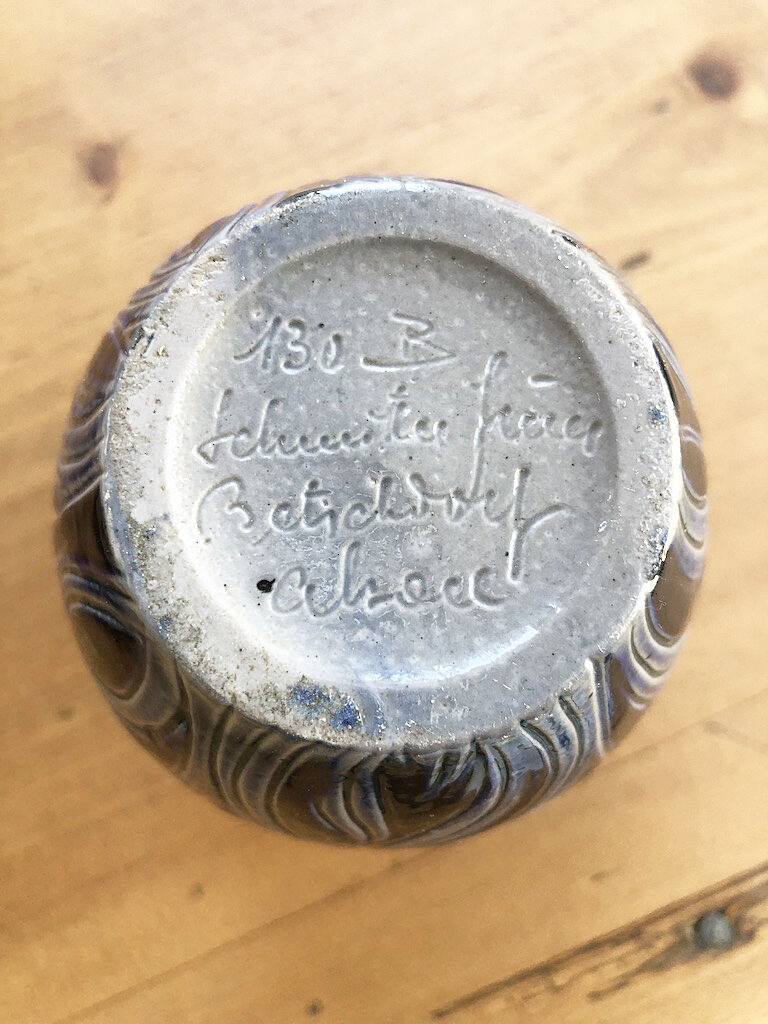 130 B
Schmitter frères
Betschdorf
Alsace